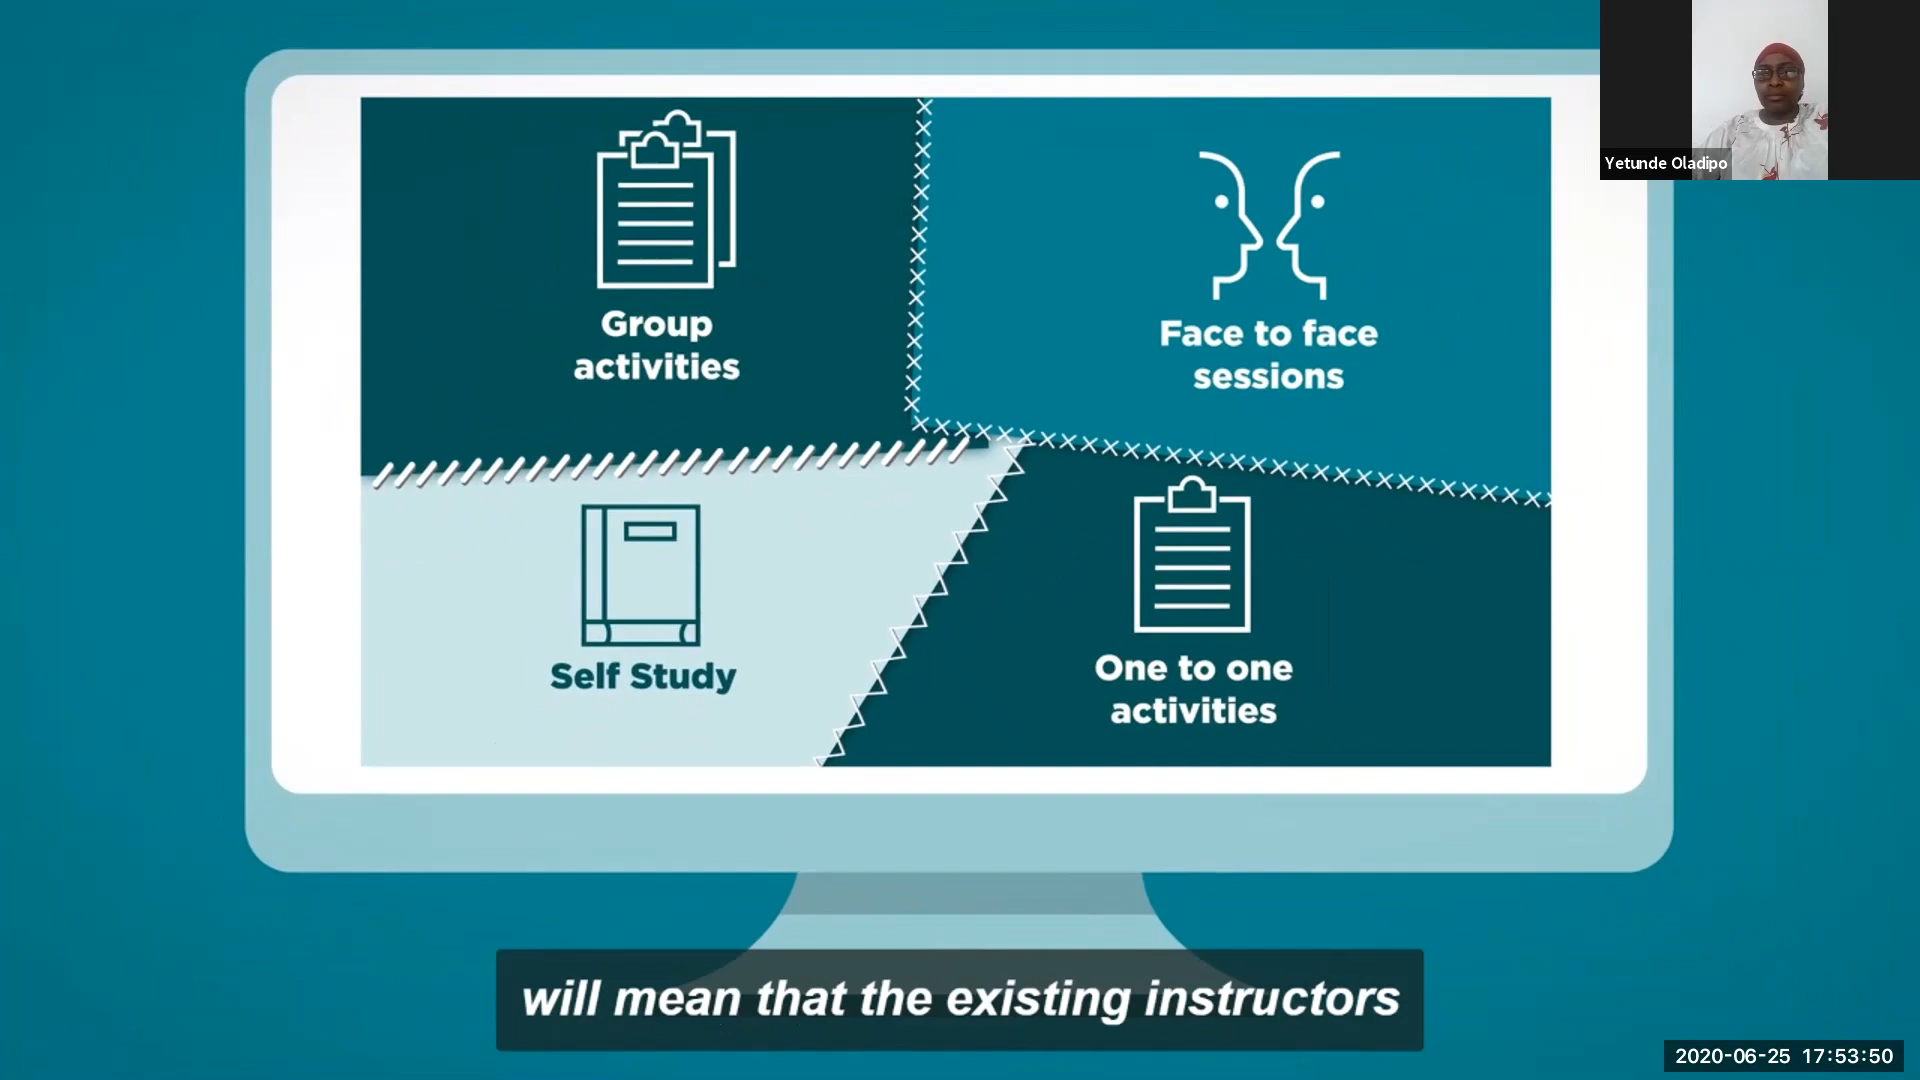 Group
activities
Face to face
sessions
Yetunde Oladipo
Self Study
One to one
activities
will mean that the existing instructors
2020-06-25 17:53:50